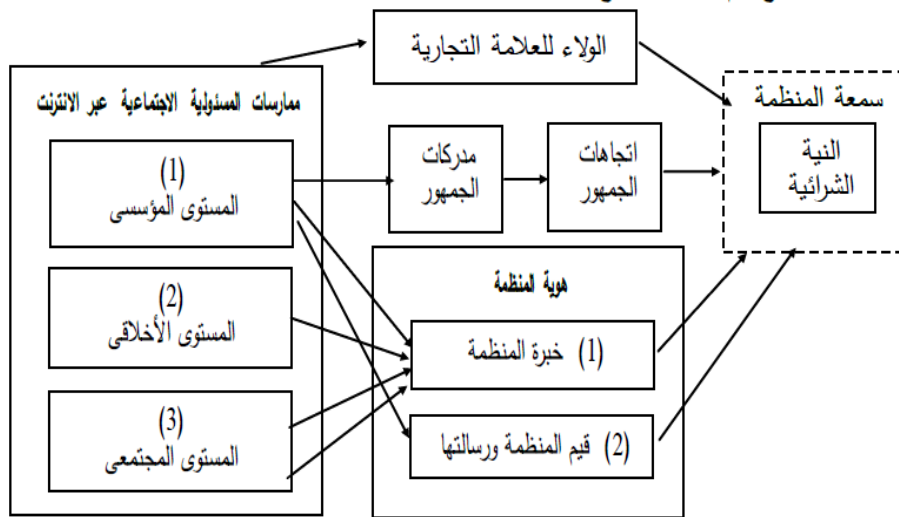 الولاء للعلامة التجارية
ممارسات المسئولية الاجتماعية عبر الانترنت
(1)
المستوى المؤسسى
(2)
المستوى الأخلاقى
(3)
المستوى المجتمعى
مدركات
الجمهور
اتجاهات
الجمهور
هوية المنظمة
(1) خبرة المنظمة
(2) قيم المنظمة ورسالتها
سمعة المنظمة
النية
الشرائية